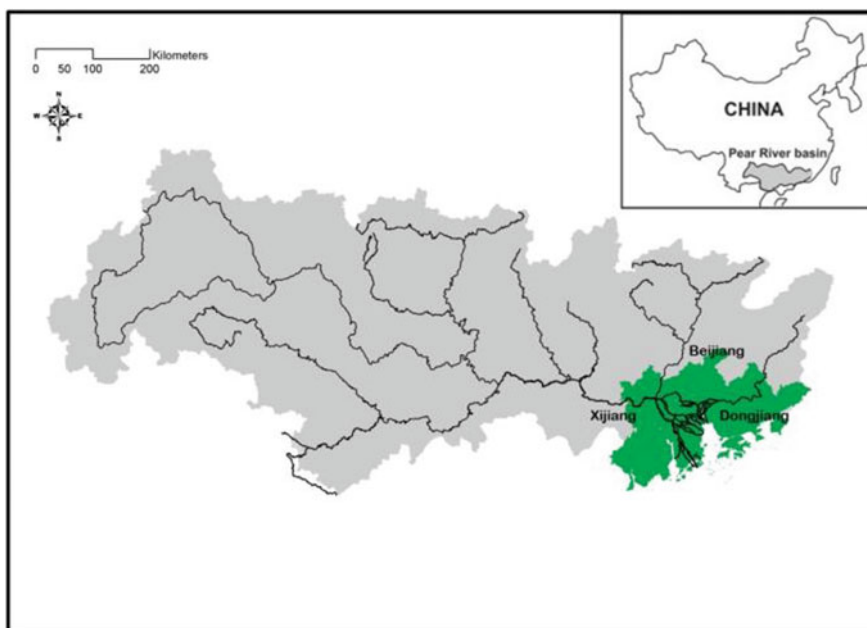 Kilometers
0 50 100 200
N
W E
S
CHINA
Pear River basin
Beijiang
Xijiang
Dongjiang